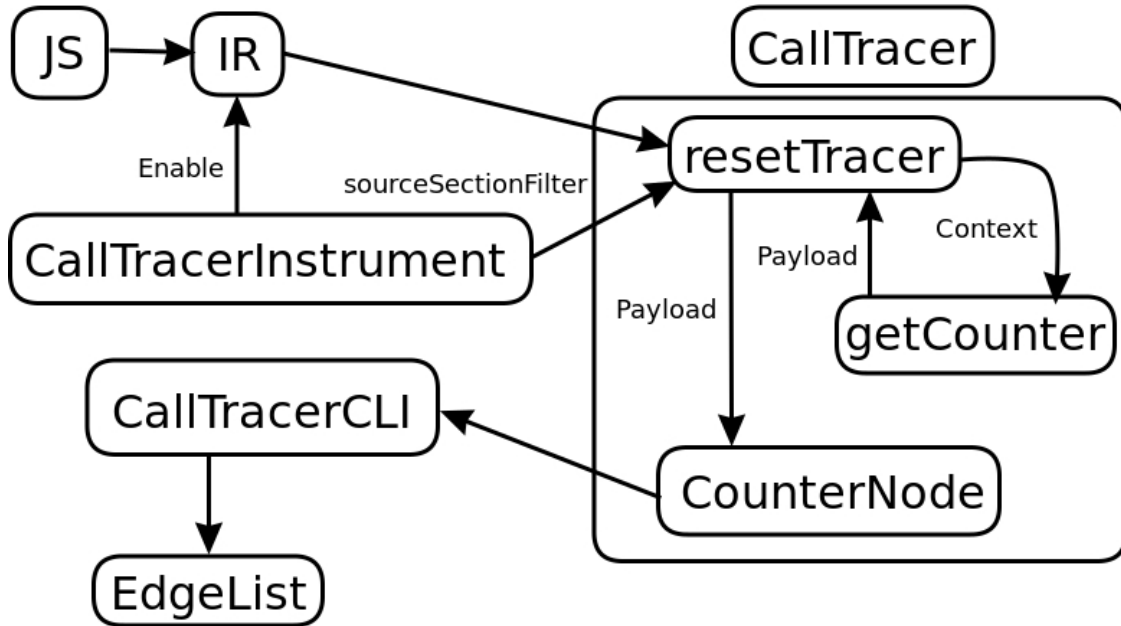 JS
IR
CallTracer
resetTracer
Enable
sourceSectionFilter
CallTracerInstrument
Context
Payload
Payload
getCounter
CallTracerCLI
CounterNode
EdgeList